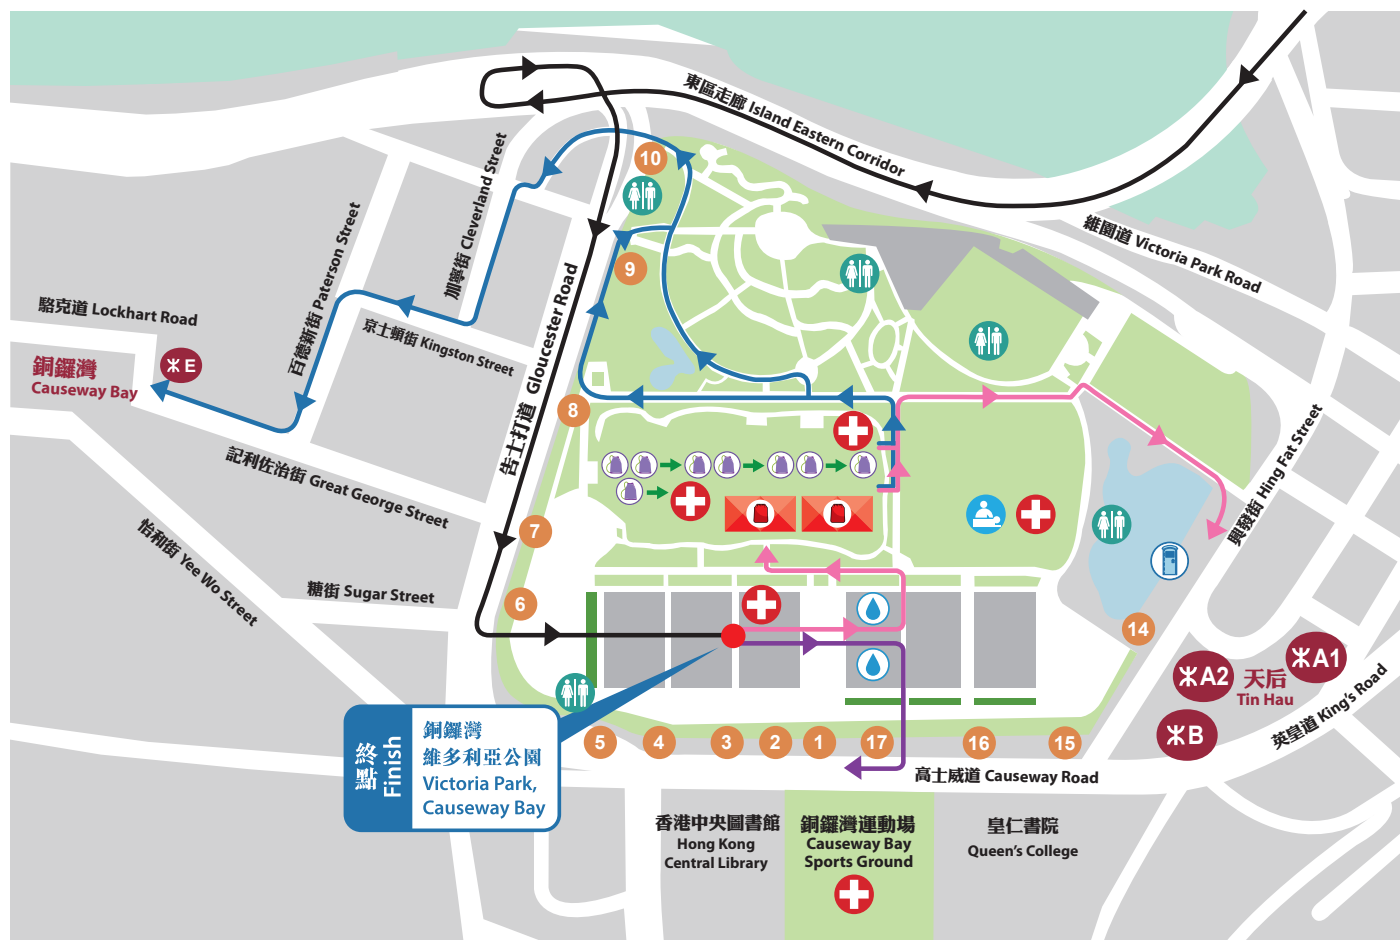 東區走廊 Island Eastern Corridor
維園道 Victoria Park Road
加寧街 Cleverland Street
百德新街 Paterson Street
駱克道 Lockhart Road
銅鑼灣
Causeway Bay
E
京士頓街 Kingston Street
告士打道 Gloucester Road
記利佐治街 Great George Street
怡和街 Yee Wo Street
糖街 Sugar Street
興發街 Hing Fat Street
10
9
8
7
6
5
4
3
2
1
17
16
15
14
A1
A2
B
天后
Tin Hau
英皇道 King's Road
高士威道 Causeway Road
終點
Finish
銅鑼灣
維多利亞公園
Victoria Park,
Causeway Bay
香港中央圖書館
Hong Kong
Central Library
銅鑼灣運動場
Causeway Bay
Sports Ground
皇仁書院
Queen's College